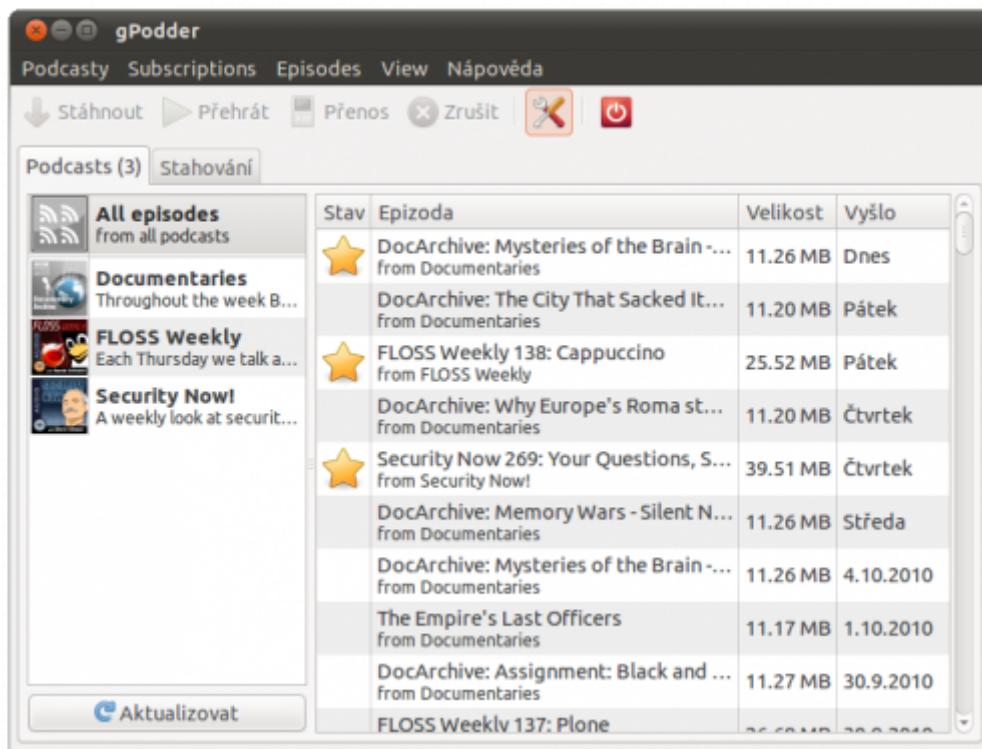 gPodder
Podcasty Subscriptions Episodes View Nápověda
Stáhnout Přehrát Přenos Zrušit
Podcasts (3) Stahování
All episodes
from all podcasts
Documentaries
Throughout the week B...
FLOSS Weekly
Each Thursday we talk a...
Security Now!
A weekly look at securit...
Aktualizovat
Stav Epizoda Velikost Vyšlo
DocArchive: Mysteries of the Brain -... 11.26 MB Dnes
from Documentaries
DocArchive: The City That Sacked It... 11.20 MB Pátek
from Documentaries
FLOSS Weekly 138: Cappuccino 25.52 MB Pátek
from FLOSS Weekly
DocArchive: Why Europe's Roma st... 11.20 MB Čtvrtek
from Documentaries
Security Now 269: Your Questions, S... 39.51 MB Čtvrtek
from Security Now!
DocArchive: Memory Wars - Silent N... 11.26 MB Středa
from Documentaries
DocArchive: Mysteries of the Brain -... 11.26 MB 4.10.2010
from Documentaries
The Empire's Last Officers 11.17 MB 1.10.2010
from Documentaries
DocArchive: Assignment: Black and ... 11.27 MB 30.9.2010
from Documentaries
FLOSS Weekly 137: Plone